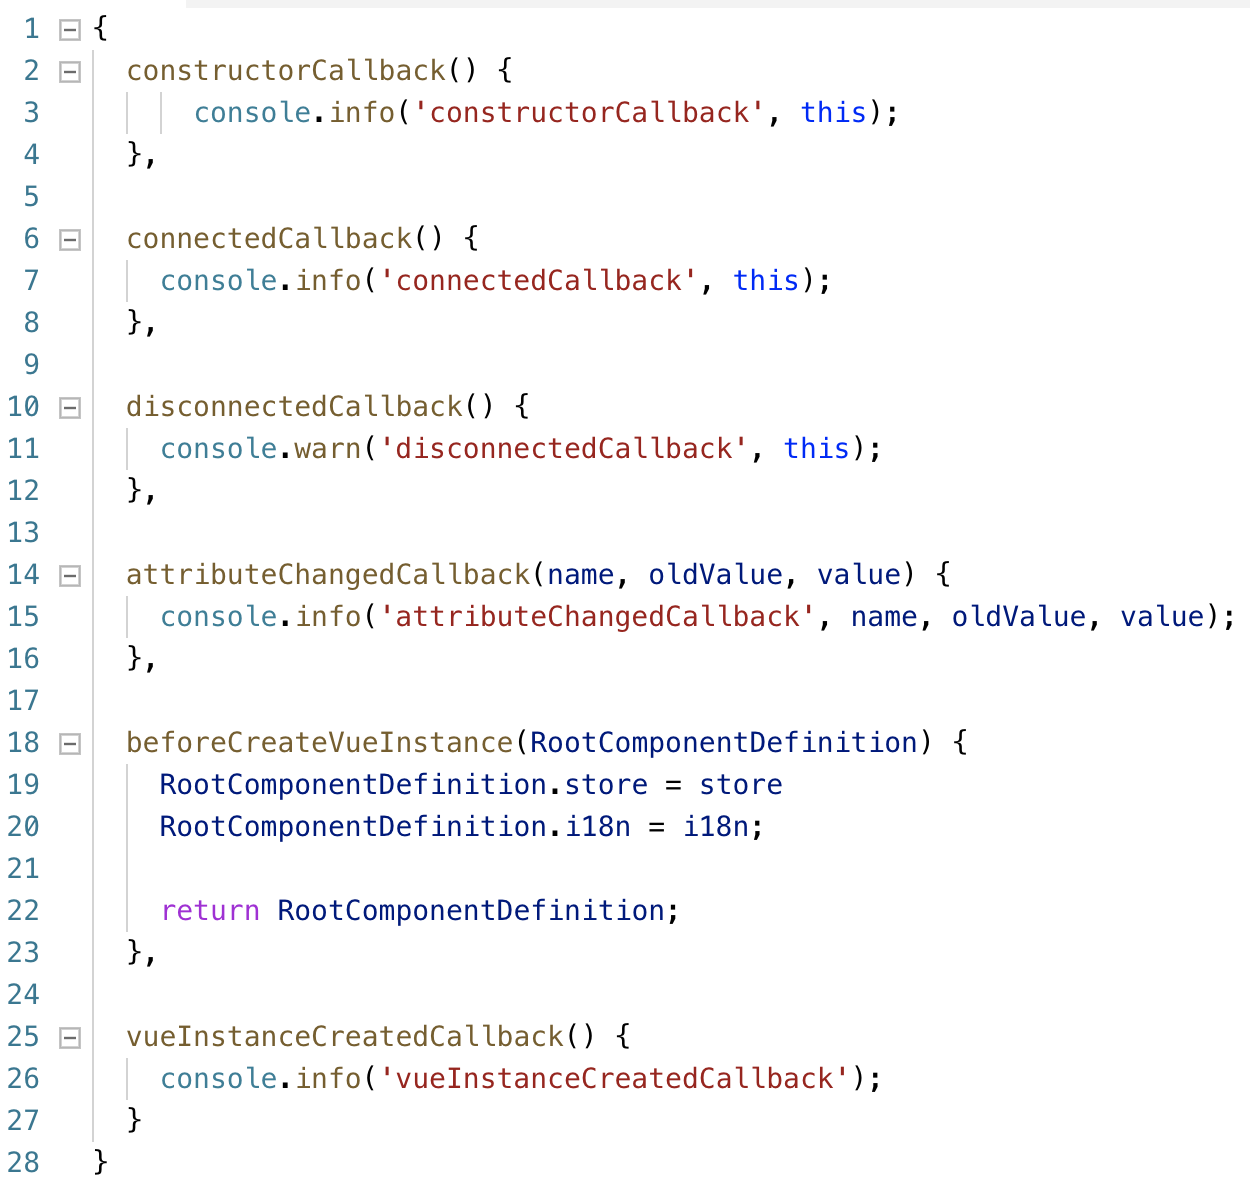 1 {
2   constructorCallback() {
3       console.info('constructorCallback', this);
4   },
5
6   connectedCallback() {
7     console.info('connectedCallback', this);
8   },
9
10   disconnectedCallback() {
11     console.warn('disconnectedCallback', this);
12   },
13
14   attributeChangedCallback(name, oldValue, value) {
15     console.info('attributeChangedCallback', name, oldValue, value);
16   },
17
18   beforeCreateVueInstance(RootComponentDefinition) {
19     RootComponentDefinition.store = store
20     RootComponentDefinition.i18n = i18n;
21
22     return RootComponentDefinition;
23   },
24
25   vueInstanceCreatedCallback() {
26     console.info('vueInstanceCreatedCallback');
27   }
28 }